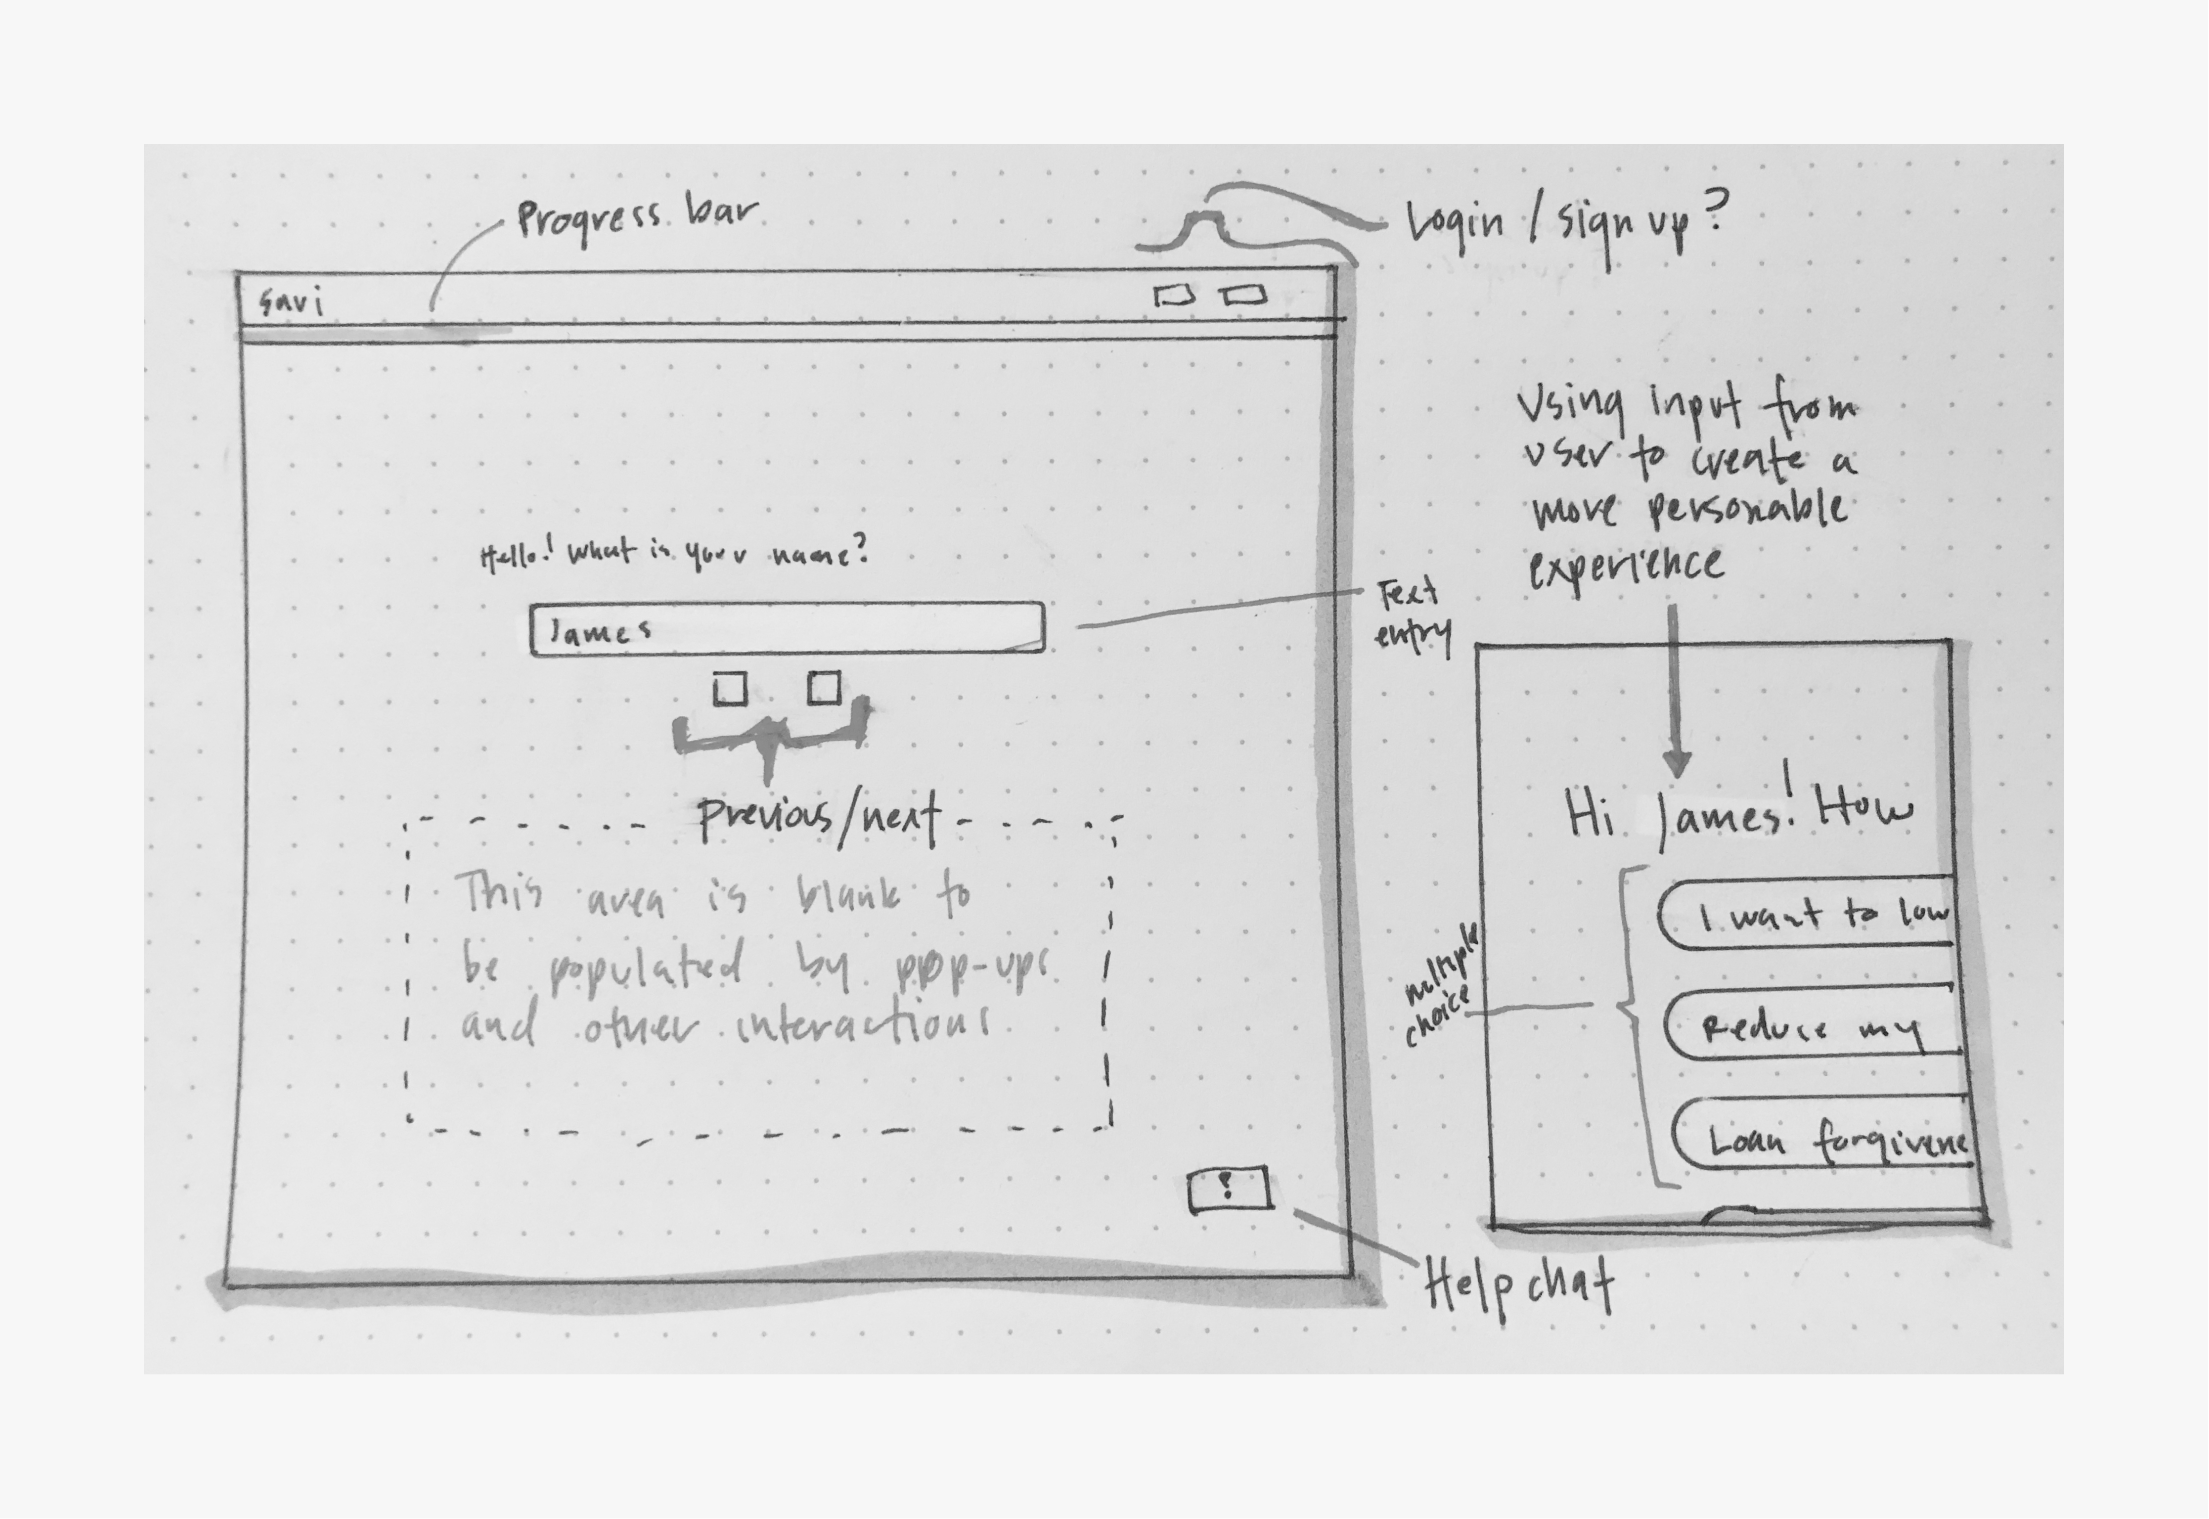 Progress bar
Login / sign up?
savi
Using input from
user to create a
more personable
experience
Hello! What is your name?
James
Text
entry
Previous/next
This area is blank to
be populated by pop-ups
and other interactions
Hi James! How
I want to low
Reduce my
Loan forgivene
multiple
choice
?
Help chat